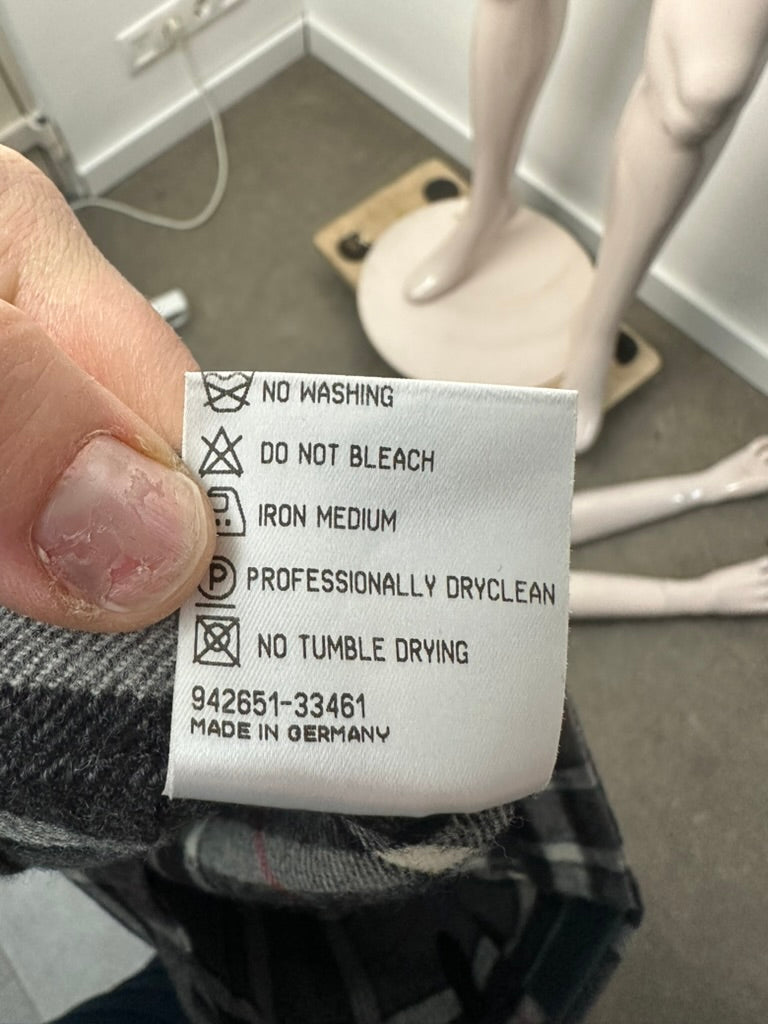 NO WASHING
DO NOT BLEACH
IRON MEDIUM
P PROFESSIONALLY DRYCLEAN
NO TUMBLE DRYING
942651-33461
MADE IN GERMANY